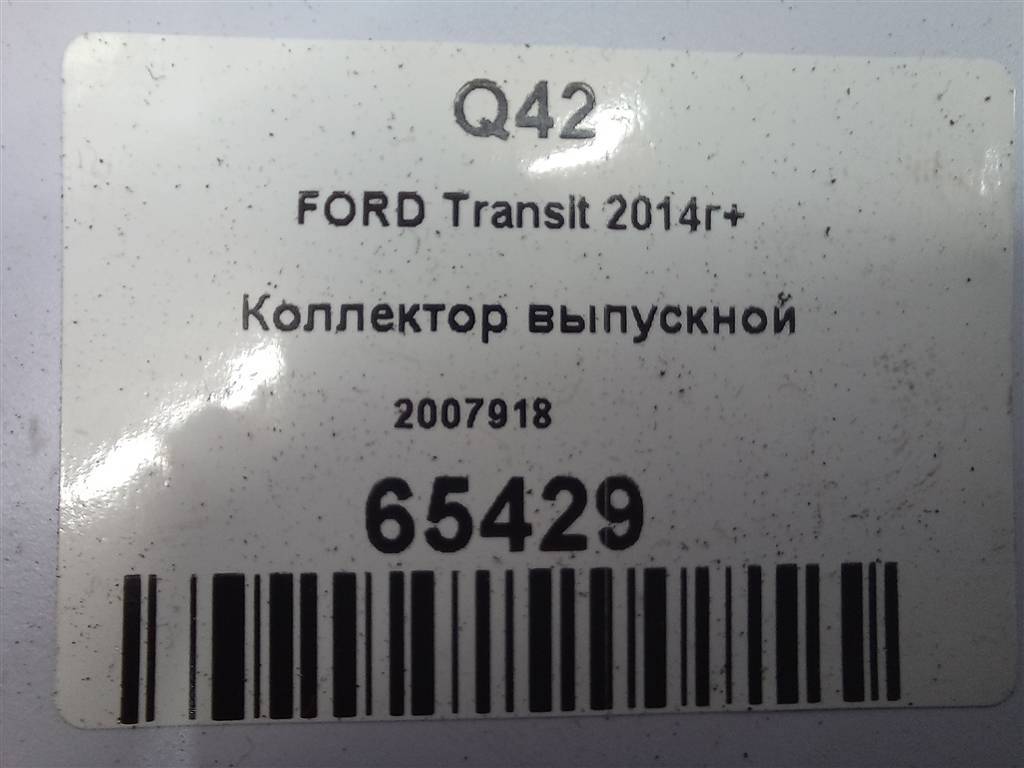 Q42
FORD Transit 2014г+
Коллектор выпускной
2007918
65429